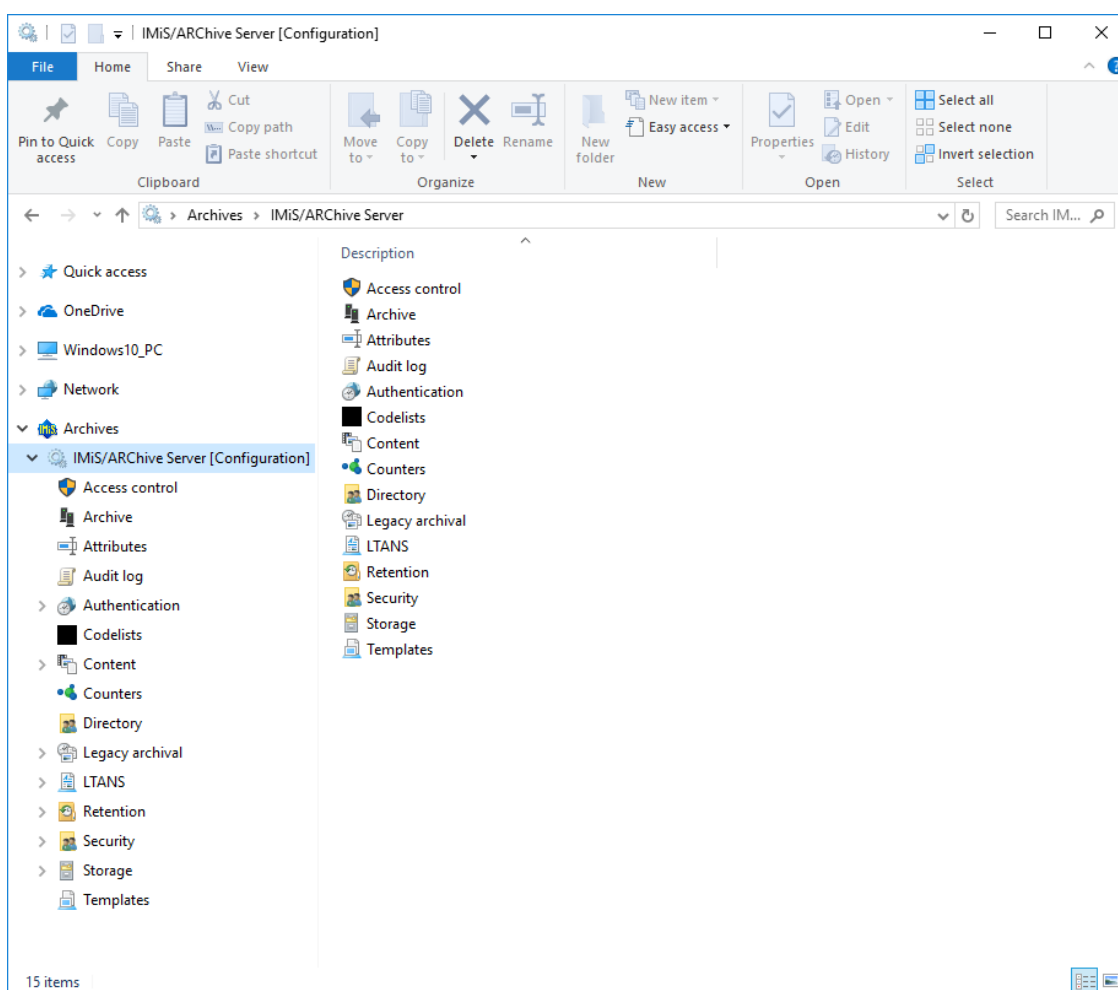 IMiS/ARChive Server [Configuration]
File Home Share View
Pin to Quick access
Copy
Paste
Cut
Copy path
Paste shortcut
Clipboard
Move to
Copy to
Delete
Rename
Organize
New folder
New item
Easy access
New
Properties
Open
Edit
History
Open
Select all
Select none
Invert selection
Select
Archives IMiS/ARChive Server
Search IM...
Quick access
OneDrive
Windows10_PC
Network
Archives
IMiS/ARChive Server [Configuration]
Access control
Archive
Attributes
Audit log
Authentication
Codelists
Content
Counters
Directory
Legacy archival
LTANS
Retention
Security
Storage
Templates
Description
Access control
Archive
Attributes
Audit log
Authentication
Codelists
Content
Counters
Directory
Legacy archival
LTANS
Retention
Security
Storage
Templates
15 items